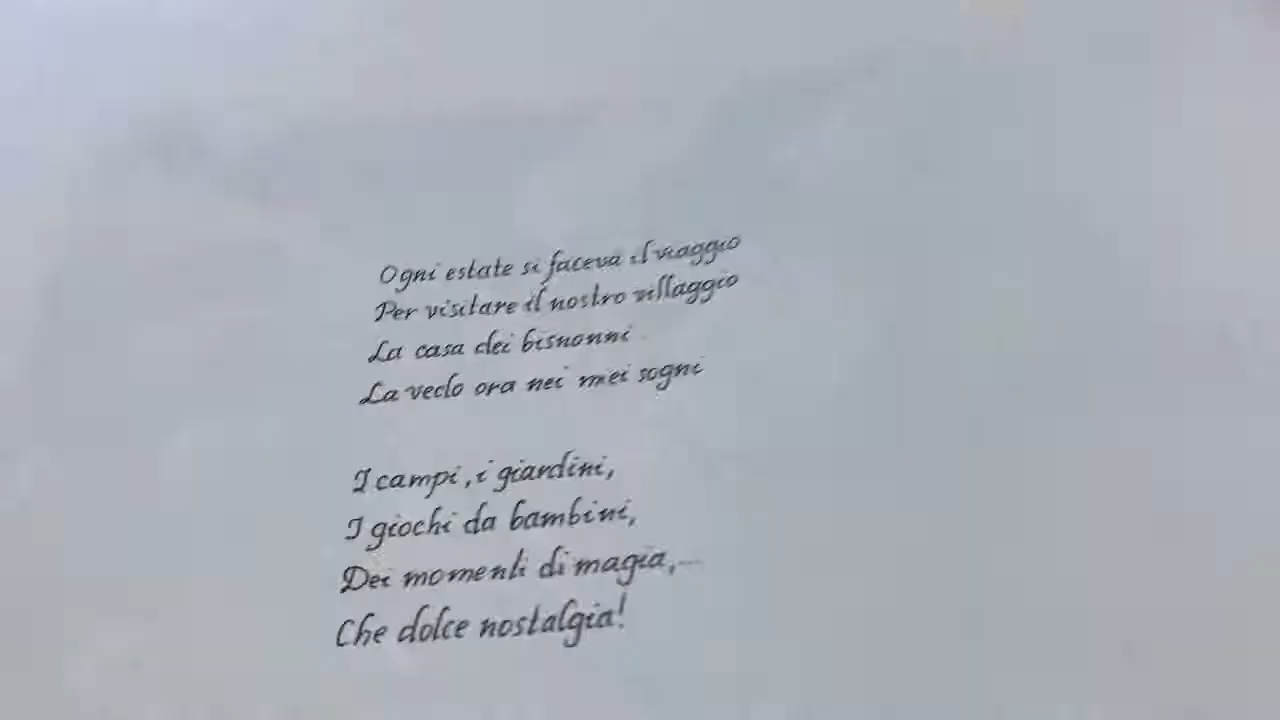 Ogni estate si faceva il viaggio
Per visitare il nostro villaggio
La casa dei bisnonni
La vedo ora nei miei sogni
I campi, i giardini,
I giochi da bambini,
Dei momenti di magia,...
Che dolce nostalgia!